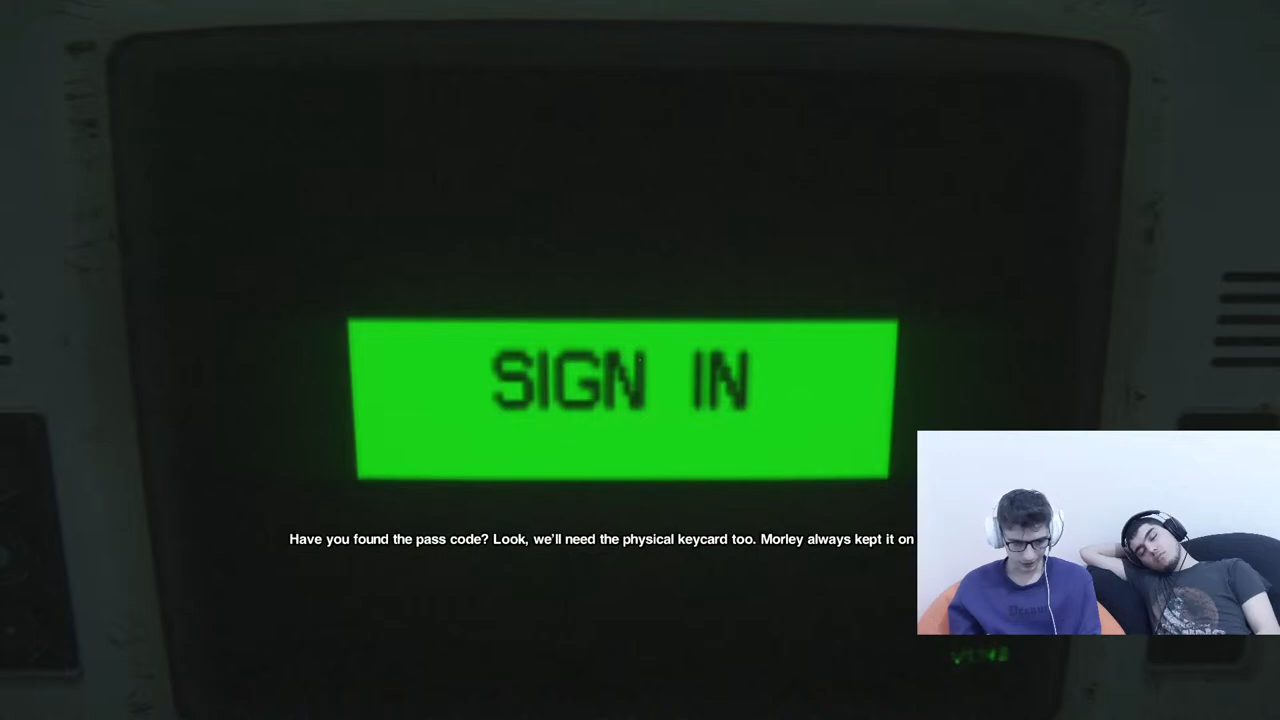 SIGN IN
Have you found the pass code? Look, we'll need the physical keycard too. Morley always kept it on